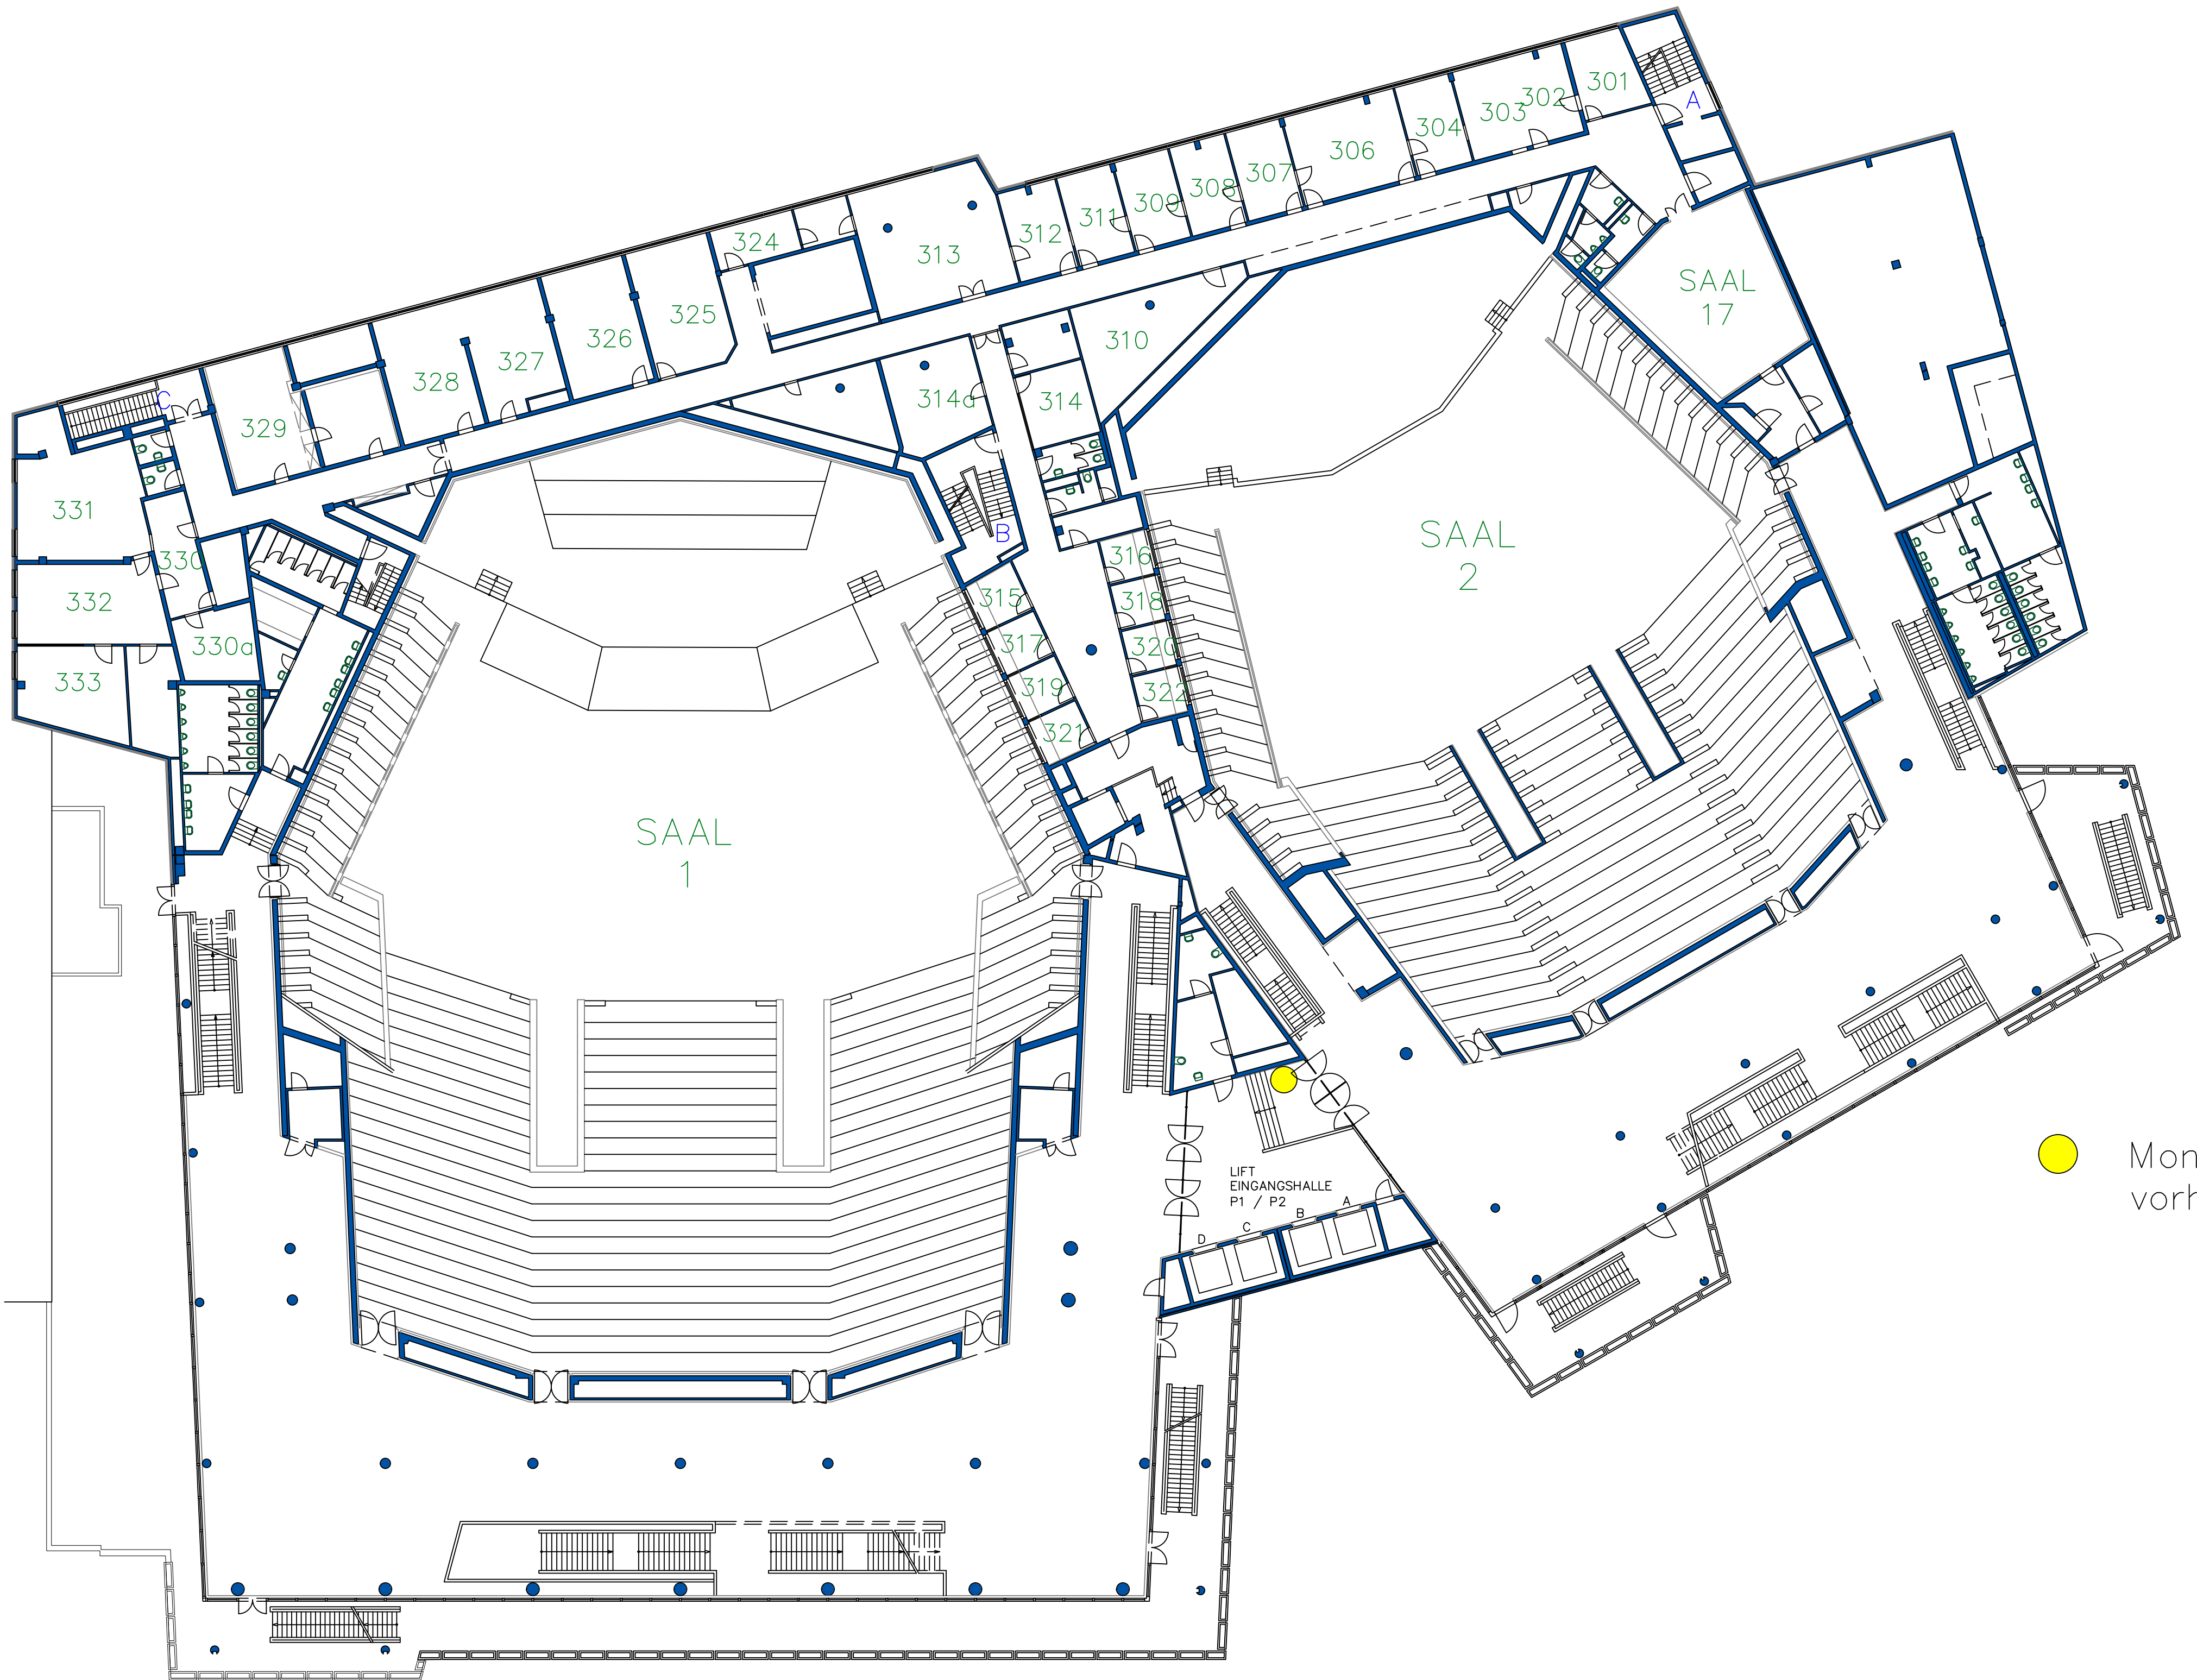 301
A
302
303
304
306
307
308
309
311
312
313
324
325
326
327
328
329
C
310
314a
314
SAAL
17
331
330
332
330a
333
B
316
318
320
322
315
317
319
321
SAAL
2
SAAL
1
LIFT
EINGANGSHALLE
P1 / P2
A
B
C
D
Mon
vorh